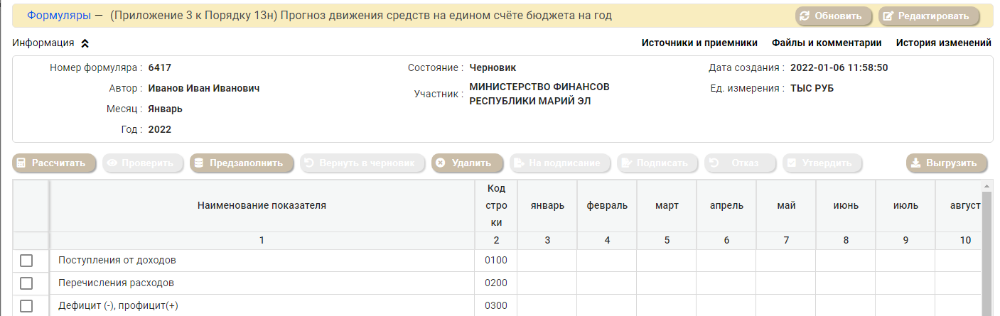 Формуляры — (Приложение 3 к Порядку 13н) Прогноз движения средств на едином счёте бюджета на год
Обновить Редактировать
Информация Источники и приемники Файлы и комментарии История изменений
Номер формуляра : 6417 Состояние : Черновик Дата создания : 2022-01-06 11:58:50
Автор : Иванов Иван Иванович Участник : МИНИСТЕРСТВО ФИНАНСОВ РЕСПУБЛИКИ МАРИЙ ЭЛ Ед. измерения : ТЫС РУБ
Месяц : Январь
Год : 2022
Рассчитать Проверить Предзаполнить Вернуть в черновик Удалить На подписание Подписать Отказ Утвердить Выгрузить
Наименование показателя Код стро ки январь февраль март апрель май июнь июль август
1 2 3 4 5 6 7 8 9 10
Поступления от доходов 0100
Перечисления расходов 0200
Дефицит (-), профицит(+) 0300